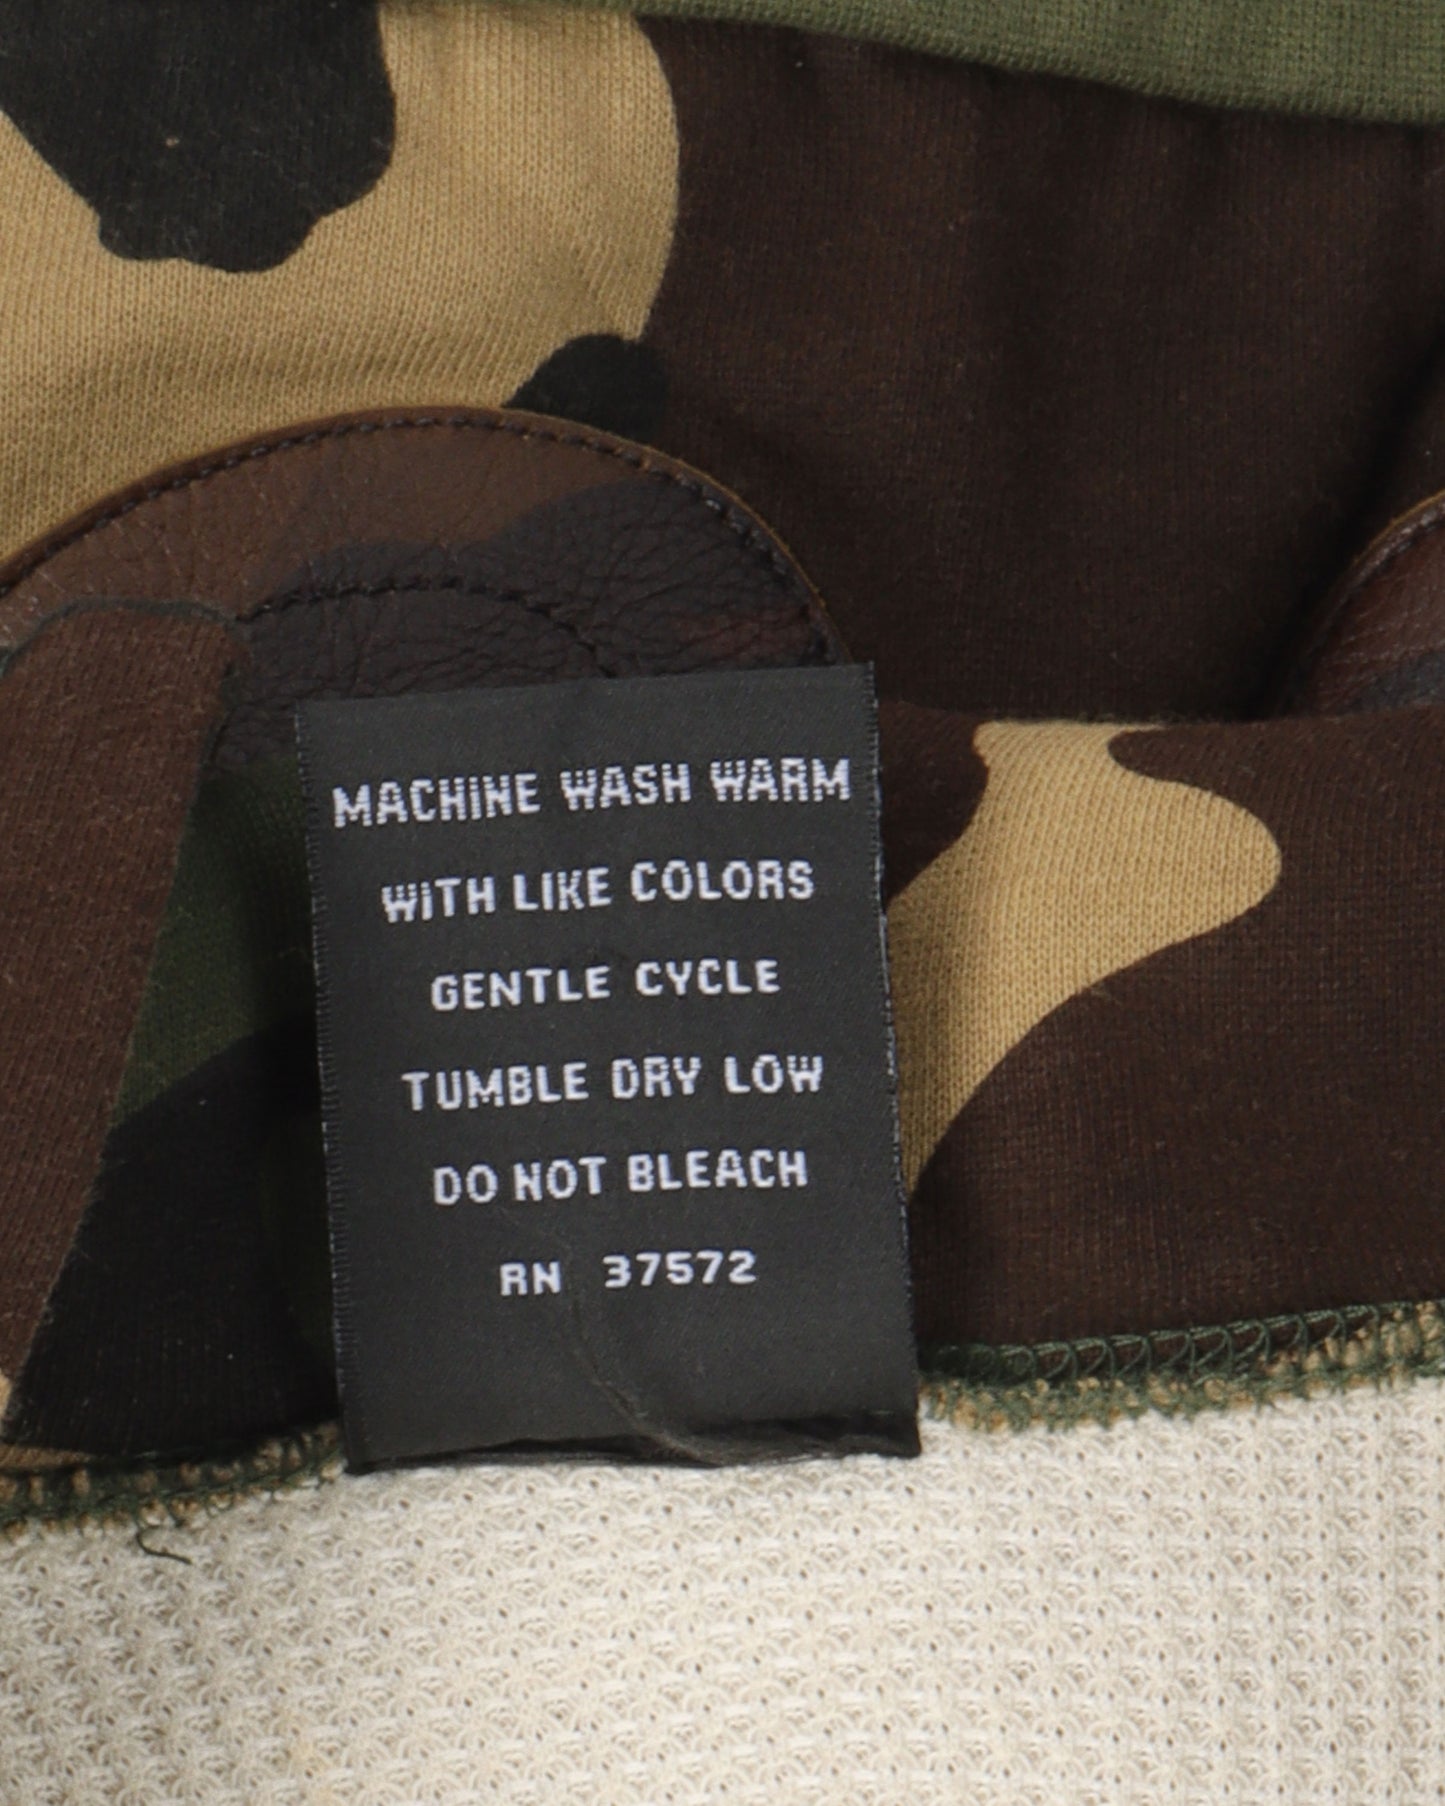 MACHINE WASH WARM
WITH LIKE COLORS
GENTLE CYCLE
TUMBLE DRY LOW
DO NOT BLEACH
RN 37572